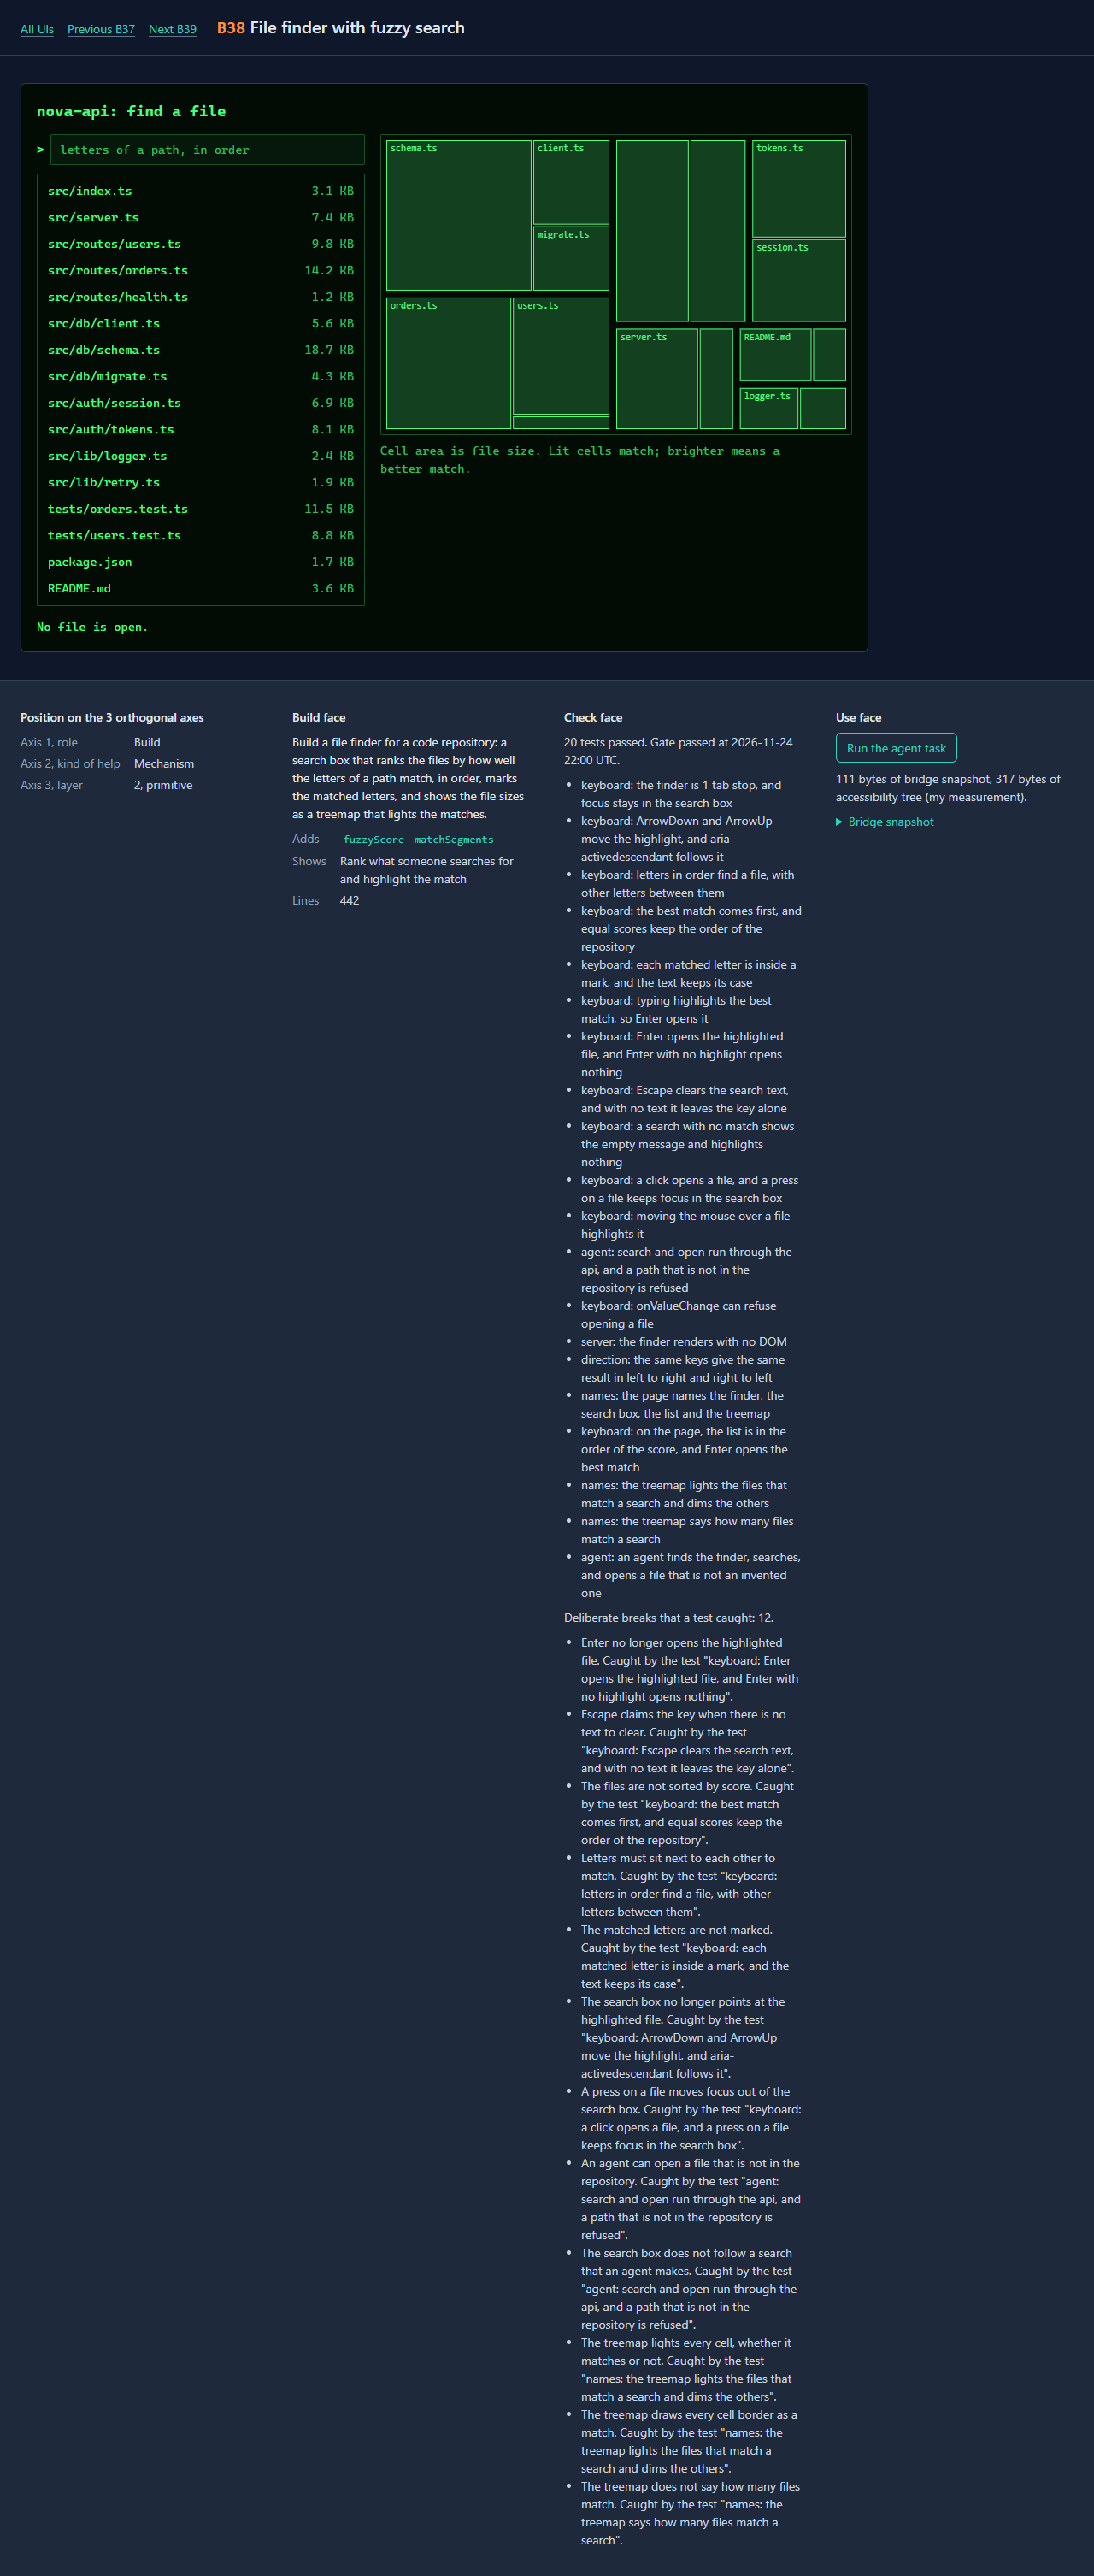 All UIs Previous B37 Next B39 B38 File finder with fuzzy search
nova-api: find a file
> letters of a path, in order
src/index.ts 3.1 KB
src/server.ts 7.4 KB
src/routes/users.ts 9.8 KB
src/routes/orders.ts 14.2 KB
src/routes/health.ts 1.2 KB
src/db/client.ts 5.6 KB
src/db/schema.ts 18.7 KB
src/db/migrate.ts 4.3 KB
src/auth/session.ts 6.9 KB
src/auth/tokens.ts 8.1 KB
src/lib/logger.ts 2.4 KB
src/lib/retry.ts 1.9 KB
tests/orders.test.ts 11.5 KB
tests/users.test.ts 8.8 KB
package.json 1.7 KB
README.md 3.6 KB
No file is open.
schema.ts
client.ts
tokens.ts
migrate.ts
session.ts
orders.ts
users.ts
server.ts
README.md
logger.ts
Cell area is file size. Lit cells match; brighter means a
better match.
Position on the 3 orthogonal axes
Axis 1, role Build
Axis 2, kind of help Mechanism
Axis 3, layer 2, primitive
Build face
Build a file finder for a code repository: a
search box that ranks the files by how well
the letters of a path match, in order, marks
the matched letters, and shows the file sizes
as a treemap that lights the matches.
Adds fuzzyScore matchSegments
Shows Rank what someone searches for
and highlight the match
Lines 442
Check face
20 tests passed. Gate passed at 2026-11-24
22:00 UTC.
• keyboard: the finder is 1 tab stop, and
focus stays in the search box
• keyboard: ArrowDown and ArrowUp
move the highlight, and aria-
activedescendant follows it
• keyboard: letters in order find a file, with
other letters between them
• keyboard: the best match comes first, and
equal scores keep the order of the
repository
• keyboard: each matched letter is inside a
mark, and the text keeps its case
• keyboard: typing highlights the best
match, so Enter opens it
• keyboard: Enter opens the highlighted
file, and Enter with no highlight opens
nothing
• keyboard: Escape clears the search text,
and with no text it leaves the key alone
• keyboard: a search with no match shows
the empty message and highlights
nothing
• keyboard: a click opens a file, and a press
on a file keeps focus in the search box
• keyboard: moving the mouse over a file
highlights it
• agent: search and open run through the
api, and a path that is not in the
repository is refused
• keyboard: onValueChange can refuse
opening a file
• server: the finder renders with no DOM
• direction: the same keys give the same
result in left to right and right to left
• names: the page names the finder, the
search box, the list and the treemap
• keyboard: on the page, the list is in the
order of the score, and Enter opens the
best match
• names: the treemap lights the files that
match a search and dims the others
• names: the treemap says how many files
match a search
• agent: an agent finds the finder, searches,
and opens a file that is not an invented
one
Deliberate breaks that a test caught: 12.
• Enter no longer opens the highlighted
file. Caught by the test "keyboard: Enter
opens the highlighted file, and Enter with
no highlight opens nothing".
• Escape claims the key when there is no
text to clear. Caught by the test
"keyboard: Escape clears the search text,
and with no text it leaves the key alone".
• The files are not sorted by score. Caught
by the test "keyboard: the best match
comes first, and equal scores keep the
order of the repository".
• Letters must sit next to each other to
match. Caught by the test "keyboard:
letters in order find a file, with other
letters between them".
• The matched letters are not marked.
Caught by the test "keyboard: each
matched letter is inside a mark, and the
text keeps its case".
• The search box no longer points at the
highlighted file. Caught by the test
"keyboard: ArrowDown and ArrowUp
move the highlight, and aria-
activedescendant follows it".
• A press on a file moves focus out of the
search box. Caught by the test "keyboard:
a click opens a file, and a press on a file
keeps focus in the search box".
• An agent can open a file that is not in the
repository. Caught by the test "agent:
search and open run through the api, and
a path that is not in the repository is
refused".
• The search box does not follow a search
that an agent makes. Caught by the test
"agent: search and open run through the
api, and a path that is not in the
repository is refused".
• The treemap lights every cell, whether it
matches or not. Caught by the test
"names: the treemap lights the files that
match a search and dims the others".
• The treemap draws every cell border as a
match. Caught by the test "names: the
treemap lights the files that match a
search and dims the others".
• The treemap does not say how many files
match. Caught by the test "names: the
treemap says how many files match a
search".
Use face
Run the agent task
111 bytes of bridge snapshot, 317 bytes of
accessibility tree (my measurement).
▶ Bridge snapshot